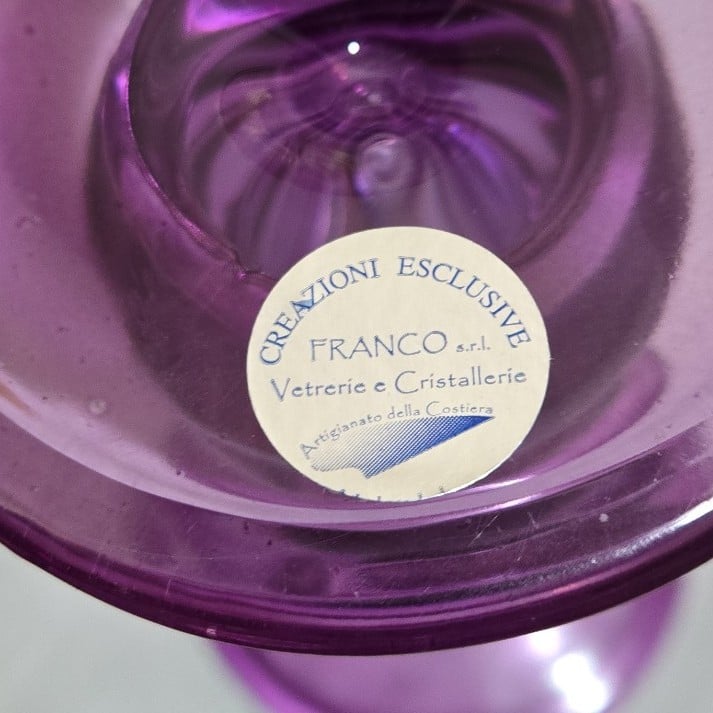 CREAZIONI ESCLUSIVE
FRANCO s.r.l.
Vetrerie e Cristallerie
Artigianato della Costiera